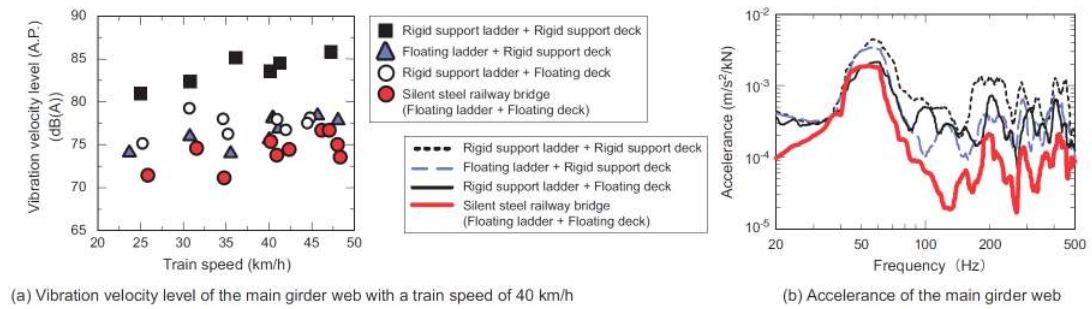 Vibration velocity level (A.P.)
(dB(A))
90
85
80
75
70
65
20
25
30
35
40
45
50
Train speed (km/h)
Rigid support ladder + Rigid support deck
Floating ladder + Rigid support deck
Rigid support ladder + Floating deck
Silent steel railway bridge
(Floating ladder + Floating deck)
Rigid support ladder + Rigid support deck
Floating ladder + Rigid support deck
Rigid support ladder + Floating deck
Silent steel railway bridge
(Floating ladder + Floating deck)
Accelerance (m/s²/kN)
10⁻²
10⁻³
10⁻⁴
10⁻⁵
20
50
100
200
500
Frequency (Hz)
(a) Vibration velocity level of the main girder web with a train speed of 40 km/h
(b) Accelerance of the main girder web